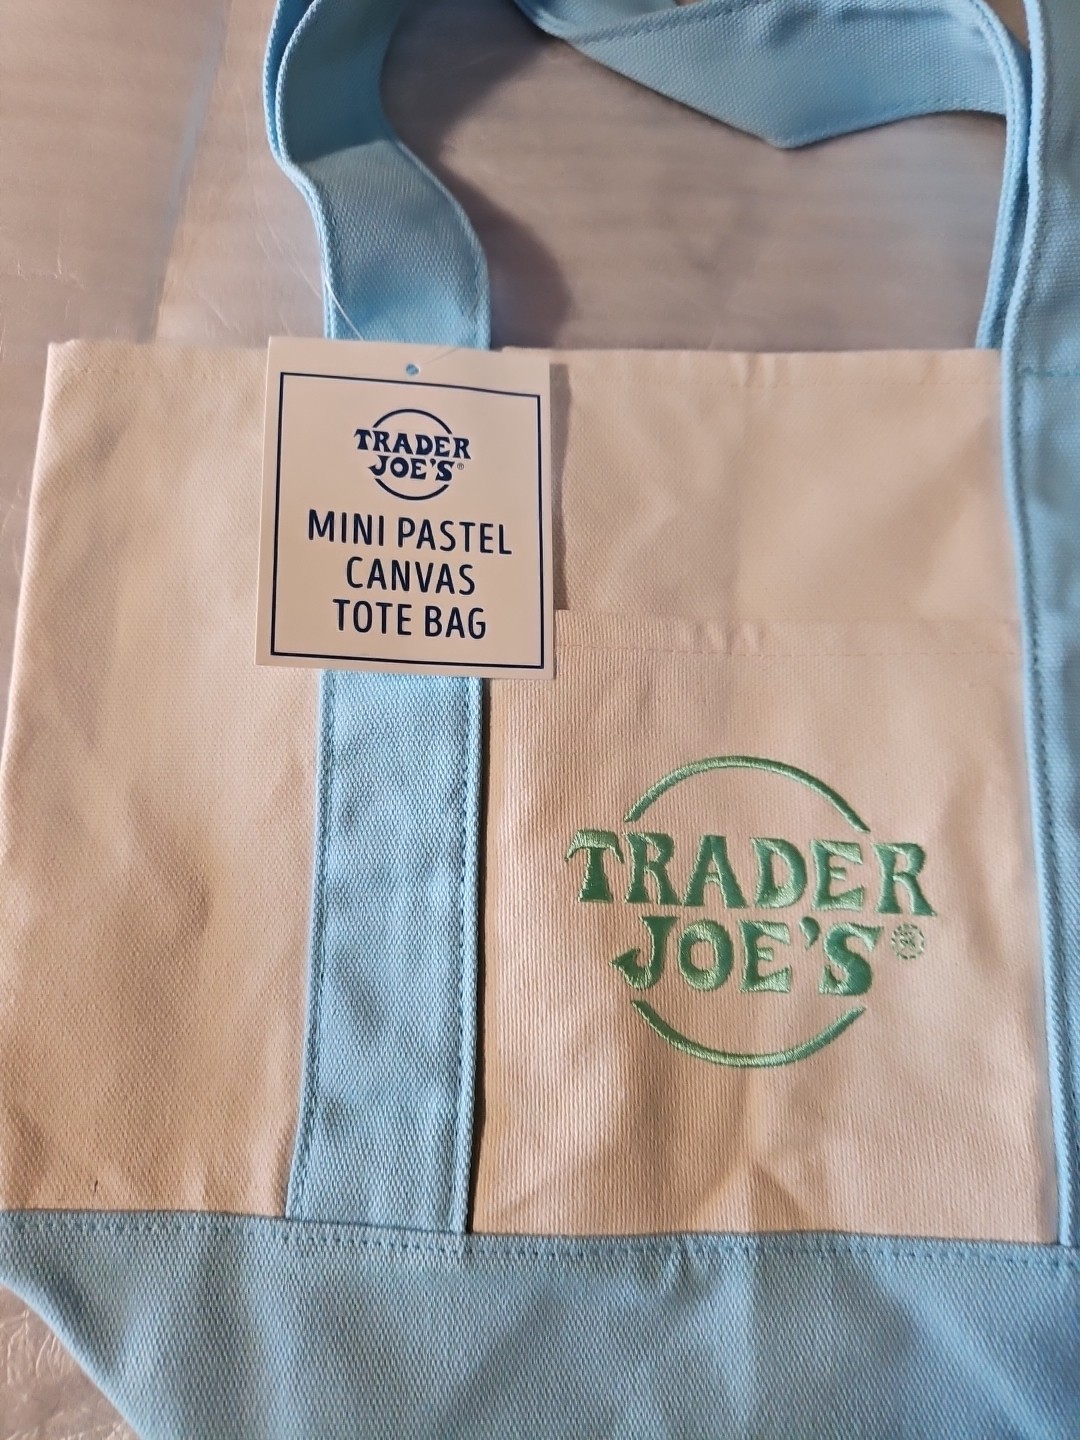 TRADER
JOE'S®
MINI PASTEL
CANVAS
TOTE BAG
TRADER
JOE'S®